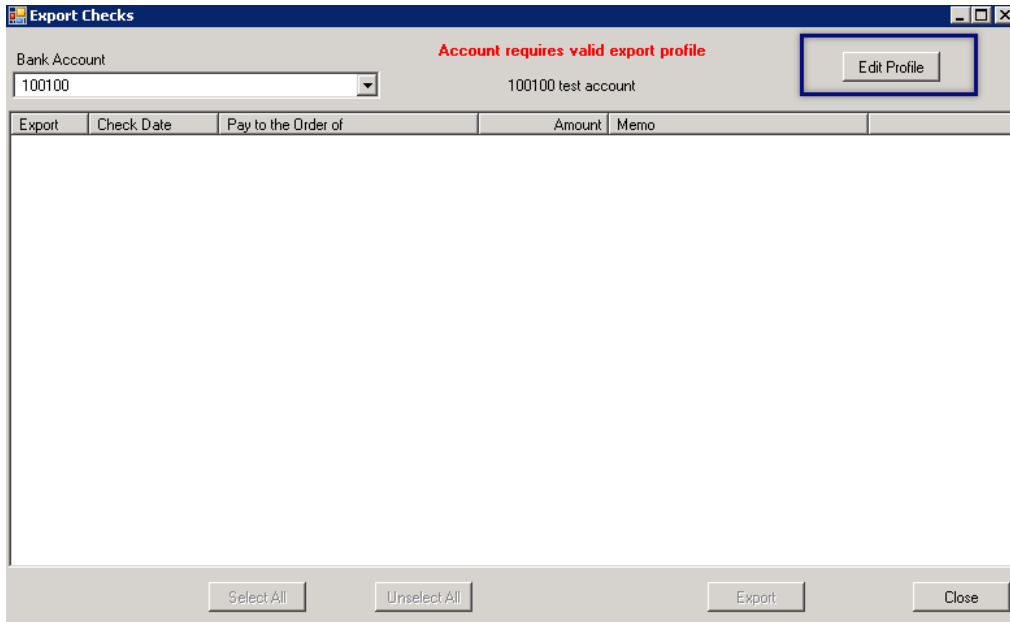 Export Checks
Bank Account
Account requires valid export profile
Edit Profile
100100
100100 test account
Export Check Date Pay to the Order of Amount Memo
Select All Unselect All Export Close